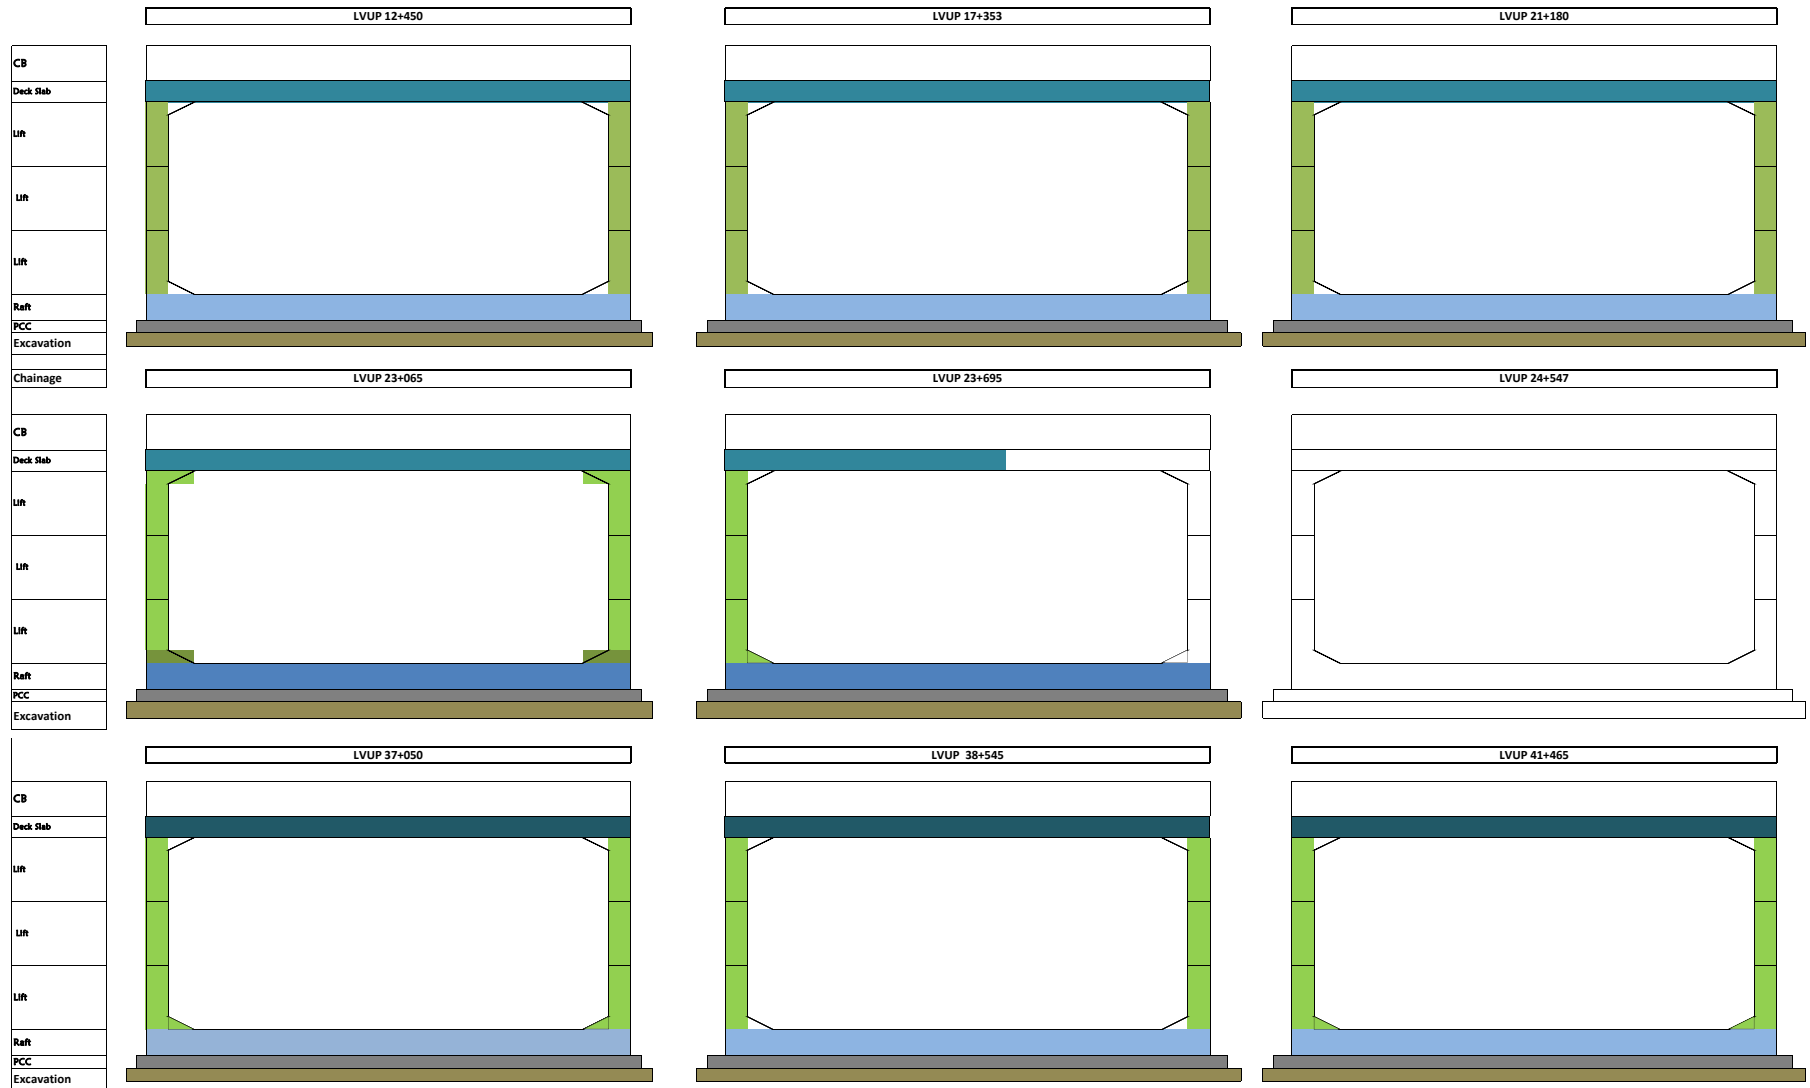 LVUP 12+450
LVUP 17+353
LVUP 21+180
CB
Deck Slab
Lift
Lift
Lift
Raft
PCC
Excavation
Chainage
LVUP 23+065
LVUP 23+695
LVUP 24+547
CB
Deck Slab
Lift
Lift
Lift
Raft
PCC
Excavation
LVUP 37+050
LVUP 38+545
LVUP 41+465
CB
Deck Slab
Lift
Lift
Lift
Raft
PCC
Excavation